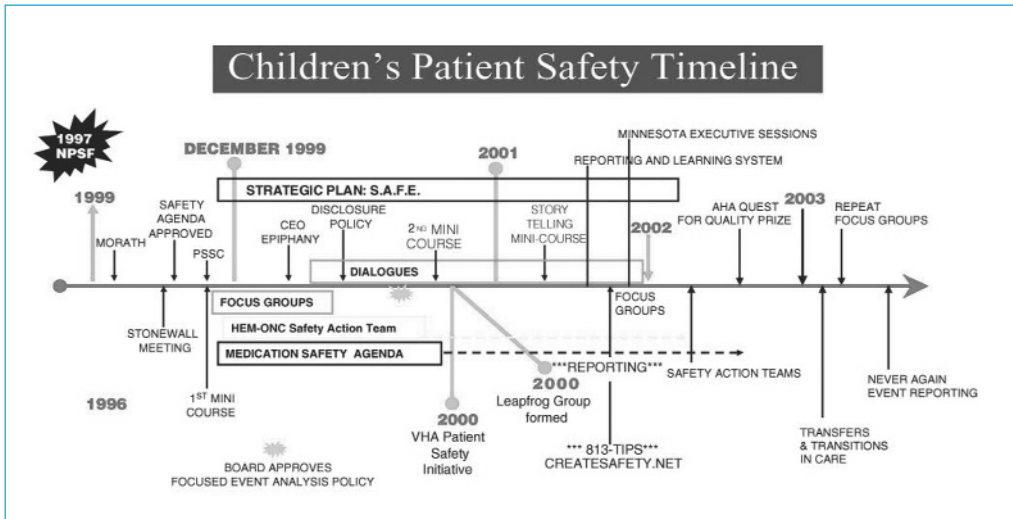 Children's Patient Safety Timeline
1997
NPSF
1999
DECEMBER 1999
2001
MINNESOTA EXECUTIVE SESSIONS
REPORTING AND LEARNING SYSTEM
STRATEGIC PLAN: S.A.F.E.
MORATH
SAFETY
AGENDA
APPROVED
PSSC
CEO
EPIPHANY
DISCLOSURE
POLICY
2ND MINI
COURSE
STORY
TELLING
MINI-COURSE
2002
AHA QUEST
FOR QUALITY PRIZE
2003
REPEAT
FOCUS GROUPS
DIALOGUES
FOCUS GROUPS
HEM-ONC Safety Action Team
MEDICATION SAFETY AGENDA
STONEWALL
MEETING
1996
1ST MINI
COURSE
2000
VHA Patient
Safety
Initiative
2000
Leapfrog Group
formed
***REPORTING***
FOCUS
GROUPS
SAFETY ACTION TEAMS
*** 813-TIPS***
CREATESAFETY.NET
TRANSFERS
& TRANSITIONS
IN CARE
NEVER AGAIN
EVENT REPORTING
BOARD APPROVES
FOCUSED EVENT ANALYSIS POLICY